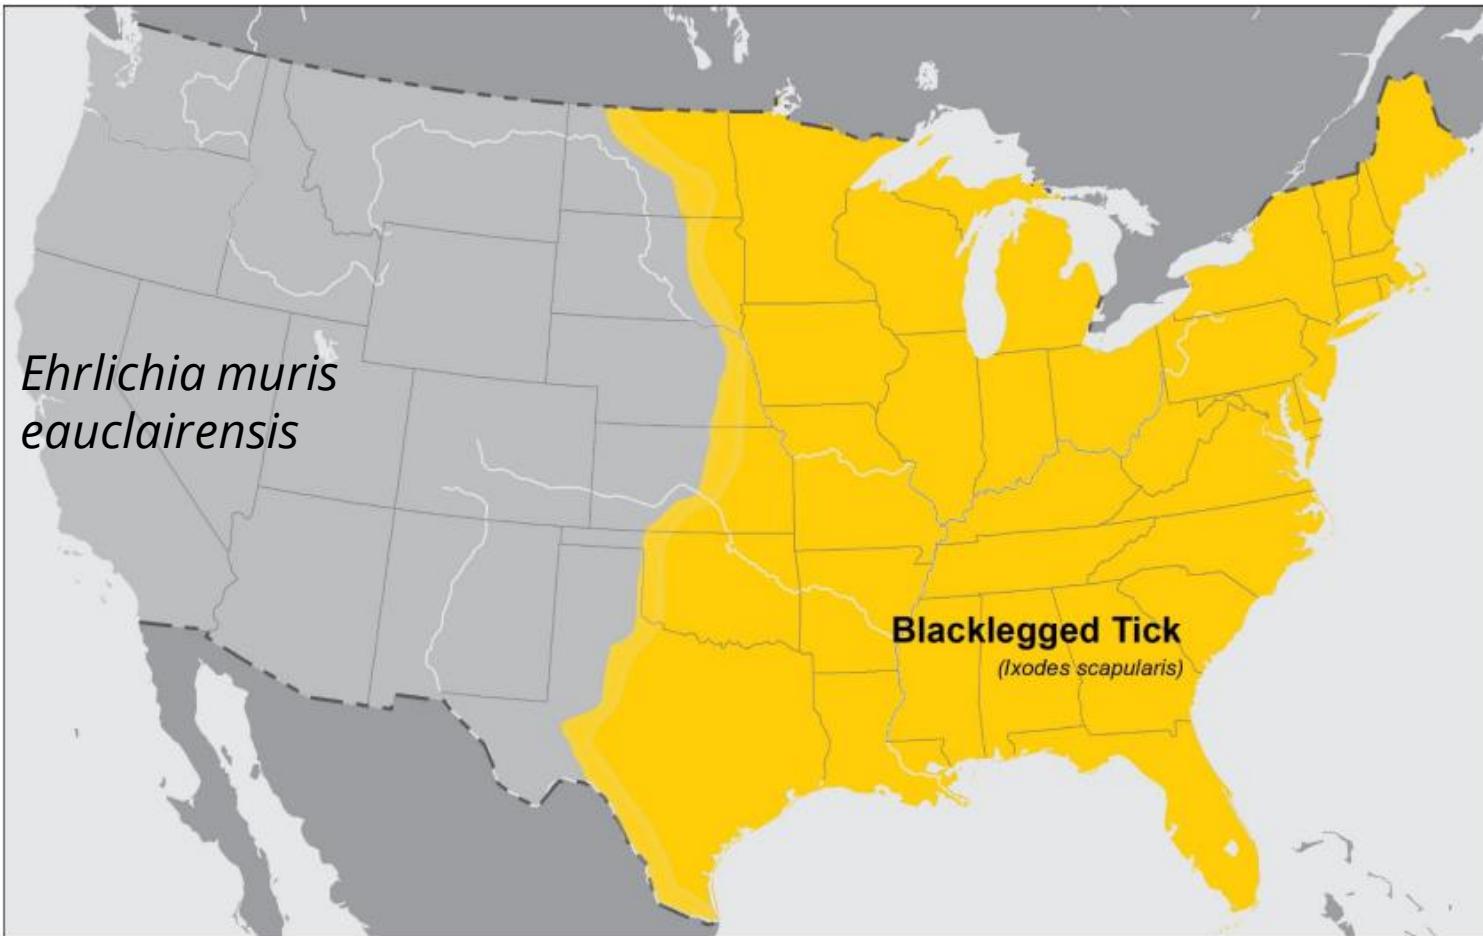 Ehrlichia muris
eauclairensis
Blacklegged Tick
(Ixodes scapularis)